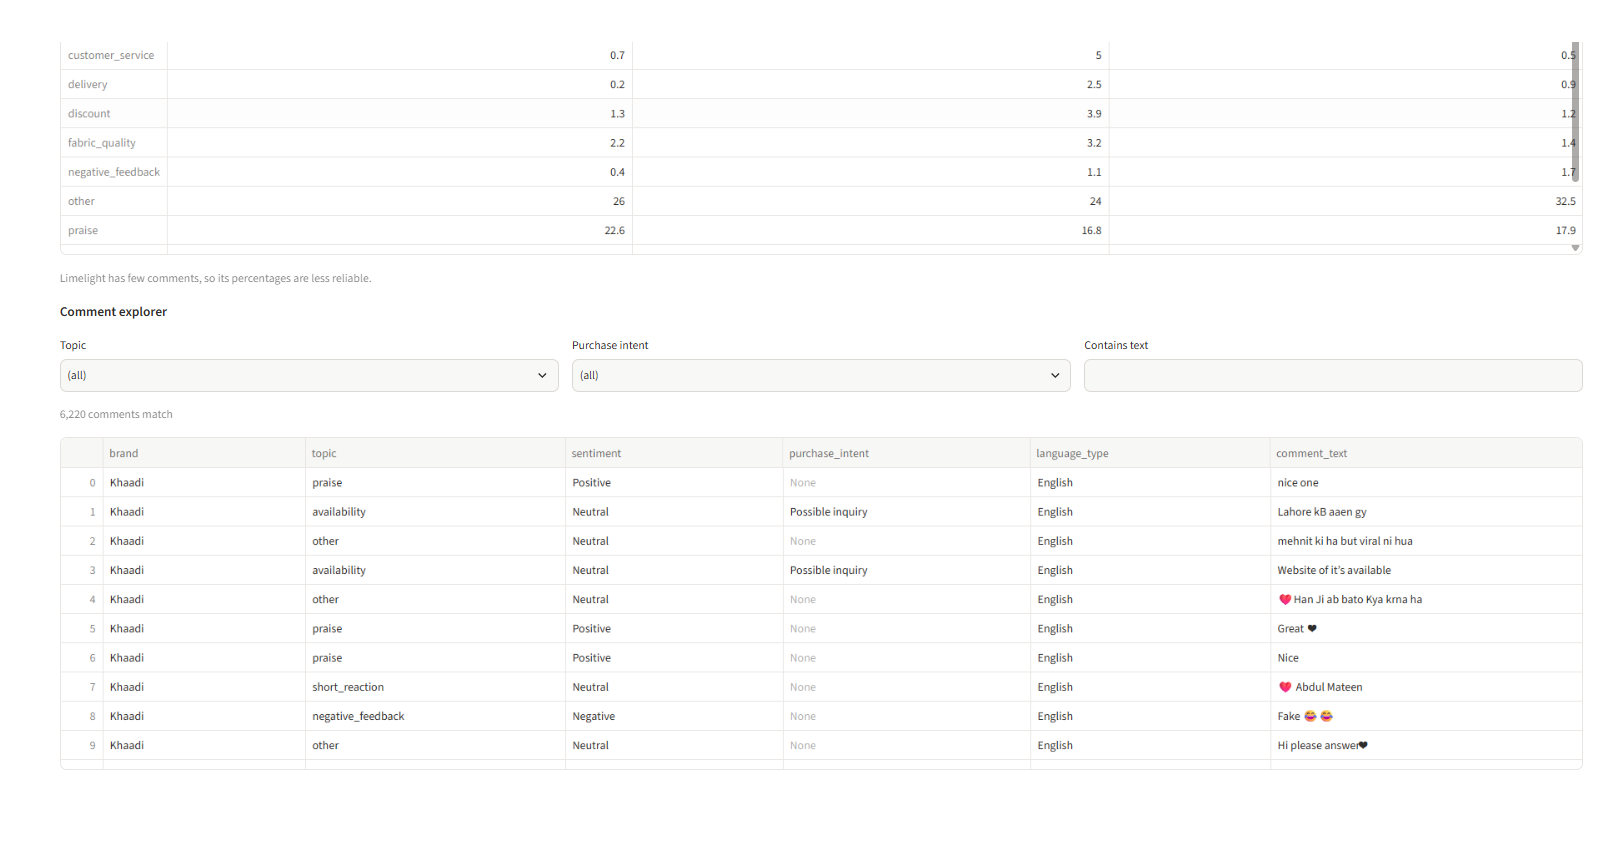 customer_service 0.7 5 0.5
delivery 0.2 2.5 0.9
discount 1.3 3.9 1.2
fabric_quality 2.2 3.2 1.4
negative_feedback 0.4 1.1 1.7
other 26 24 32.5
praise 22.6 16.8 17.9
Limelight has few comments, so its percentages are less reliable.
Comment explorer
Topic Purchase intent Contains text
(all) (all)
6,220 comments match
brand topic sentiment purchase_intent language_type comment_text
0 Khaadi praise Positive None English nice one
1 Khaadi availability Neutral Possible inquiry English Lahore kB aaen gy
2 Khaadi other Neutral None English mehnit ki ha but viral ni hua
3 Khaadi availability Neutral Possible inquiry English Website of it's available
4 Khaadi other Neutral None English 💔 Han Ji ab bato Kya krna ha
5 Khaadi praise Positive None English Great ❤
6 Khaadi praise Positive None English Nice
7 Khaadi short_reaction Neutral None English 💔 Abdul Mateen
8 Khaadi negative_feedback Negative None English Fake 😂 😂
9 Khaadi other Neutral None English Hi please answer❤